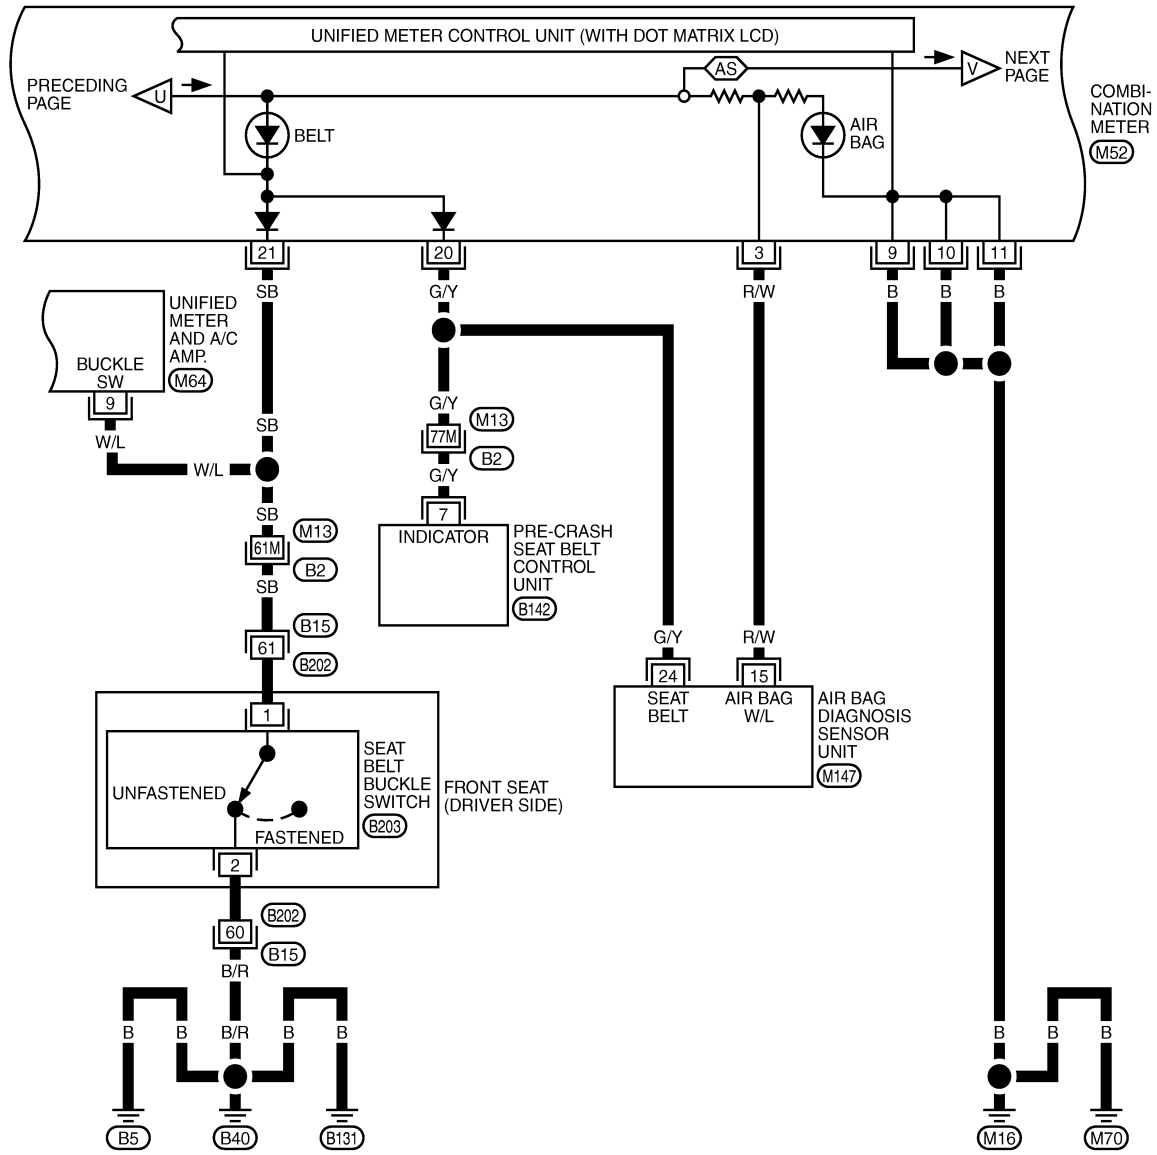 UNIFIED METER CONTROL UNIT (WITH DOT MATRIX LCD)
PRECEDING
PAGE
U
AS
V
NEXT
PAGE
COMBI-
NATION
METER
M52
BELT
AIR
BAG
21
20
3
9
10
11
SB
G/Y
R/W
B
B
B
UNIFIED
METER
AND A/C
AMP.
M64
BUCKLE
SW
9
W/L
W/L
SB
G/Y
M13
77M
B2
G/Y
SB
M13
61M
B2
SB
7
INDICATOR
PRE-CRASH
SEAT BELT
CONTROL
UNIT
B142
B15
61
B202
G/Y
R/W
24
15
SEAT
BELT
AIR BAG
W/L
AIR BAG
DIAGNOSIS
SENSOR
UNIT
M147
1
UNFASTENED
FASTENED
SEAT
BELT
BUCKLE
SWITCH
B203
FRONT SEAT
(DRIVER SIDE)
2
B202
60
B15
B/R
B
B
B/R
B
B
B
B
B
B5
B40
B131
M16
M70